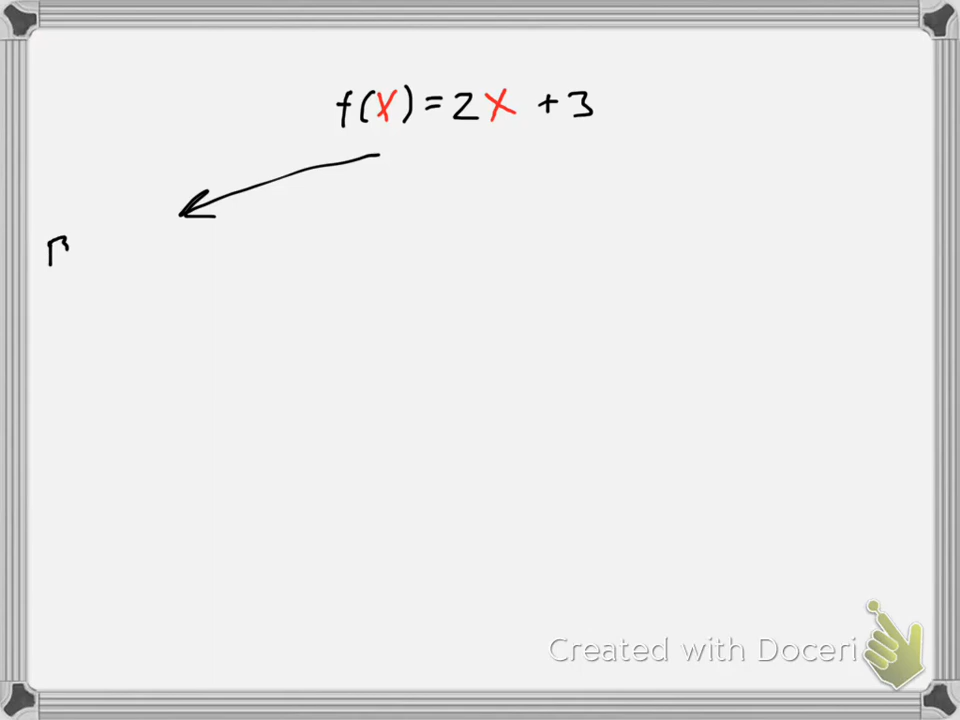 f(x) = 2x + 3
Created with Doceri